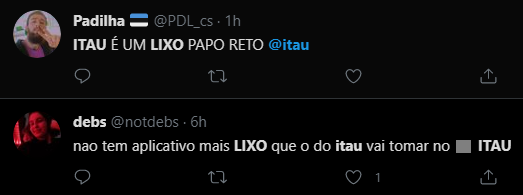 Padilha @PDL_cs · 1h
ITAU É UM LIXO PAPO RETO @itau
debs @notdebs · 6h
nao tem aplicativo mais LIXO que o do itau vai tomar no ITAU
1